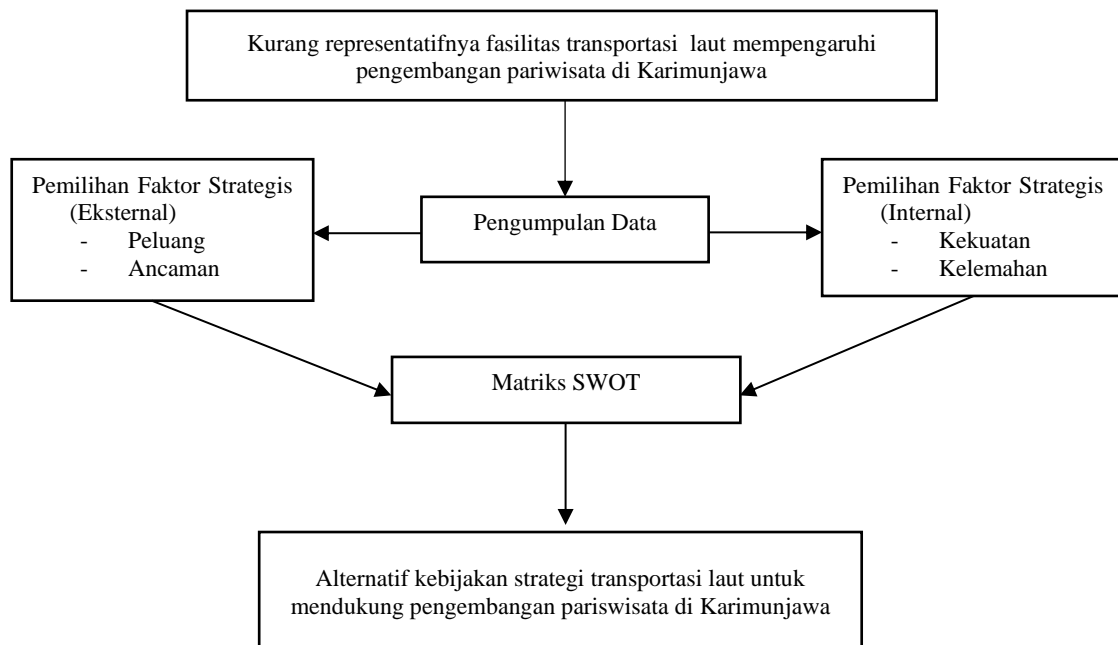 Kurang representatifnya fasilitas transportasi laut mempengaruhi
pengembangan pariwisata di Karimunjawa
Pemilihan Faktor Strategis
(Eksternal)
- Peluang
- Ancaman
Pengumpulan Data
Pemilihan Faktor Strategis
(Internal)
- Kekuatan
- Kelemahan
Matriks SWOT
Alternatif kebijakan strategi transportasi laut untuk
mendukung pengembangan pariswisata di Karimunjawa